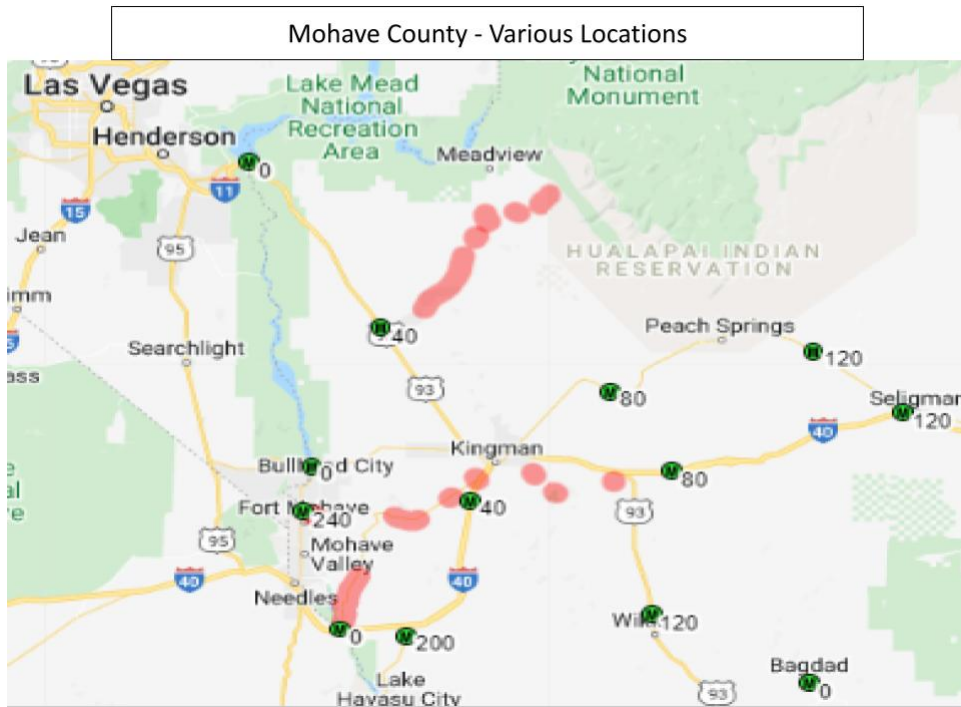 Mohave County - Various Locations
National
Monument
Las Vegas
Lake Mead
National
Recreation
Area
Henderson
Meadview
0
11
15
Jean
95
HUALAPAI INDIAN
RESERVATION
imm
40
Peach Springs
Searchlight
120
ass
93
80
Seligman
120
40
Kingman
City
0
80
Fort
240
40
93
95
Mohave
Valley
40
40
Needles
0
200
120
Lake
Havasu City
Bagdad
0
93